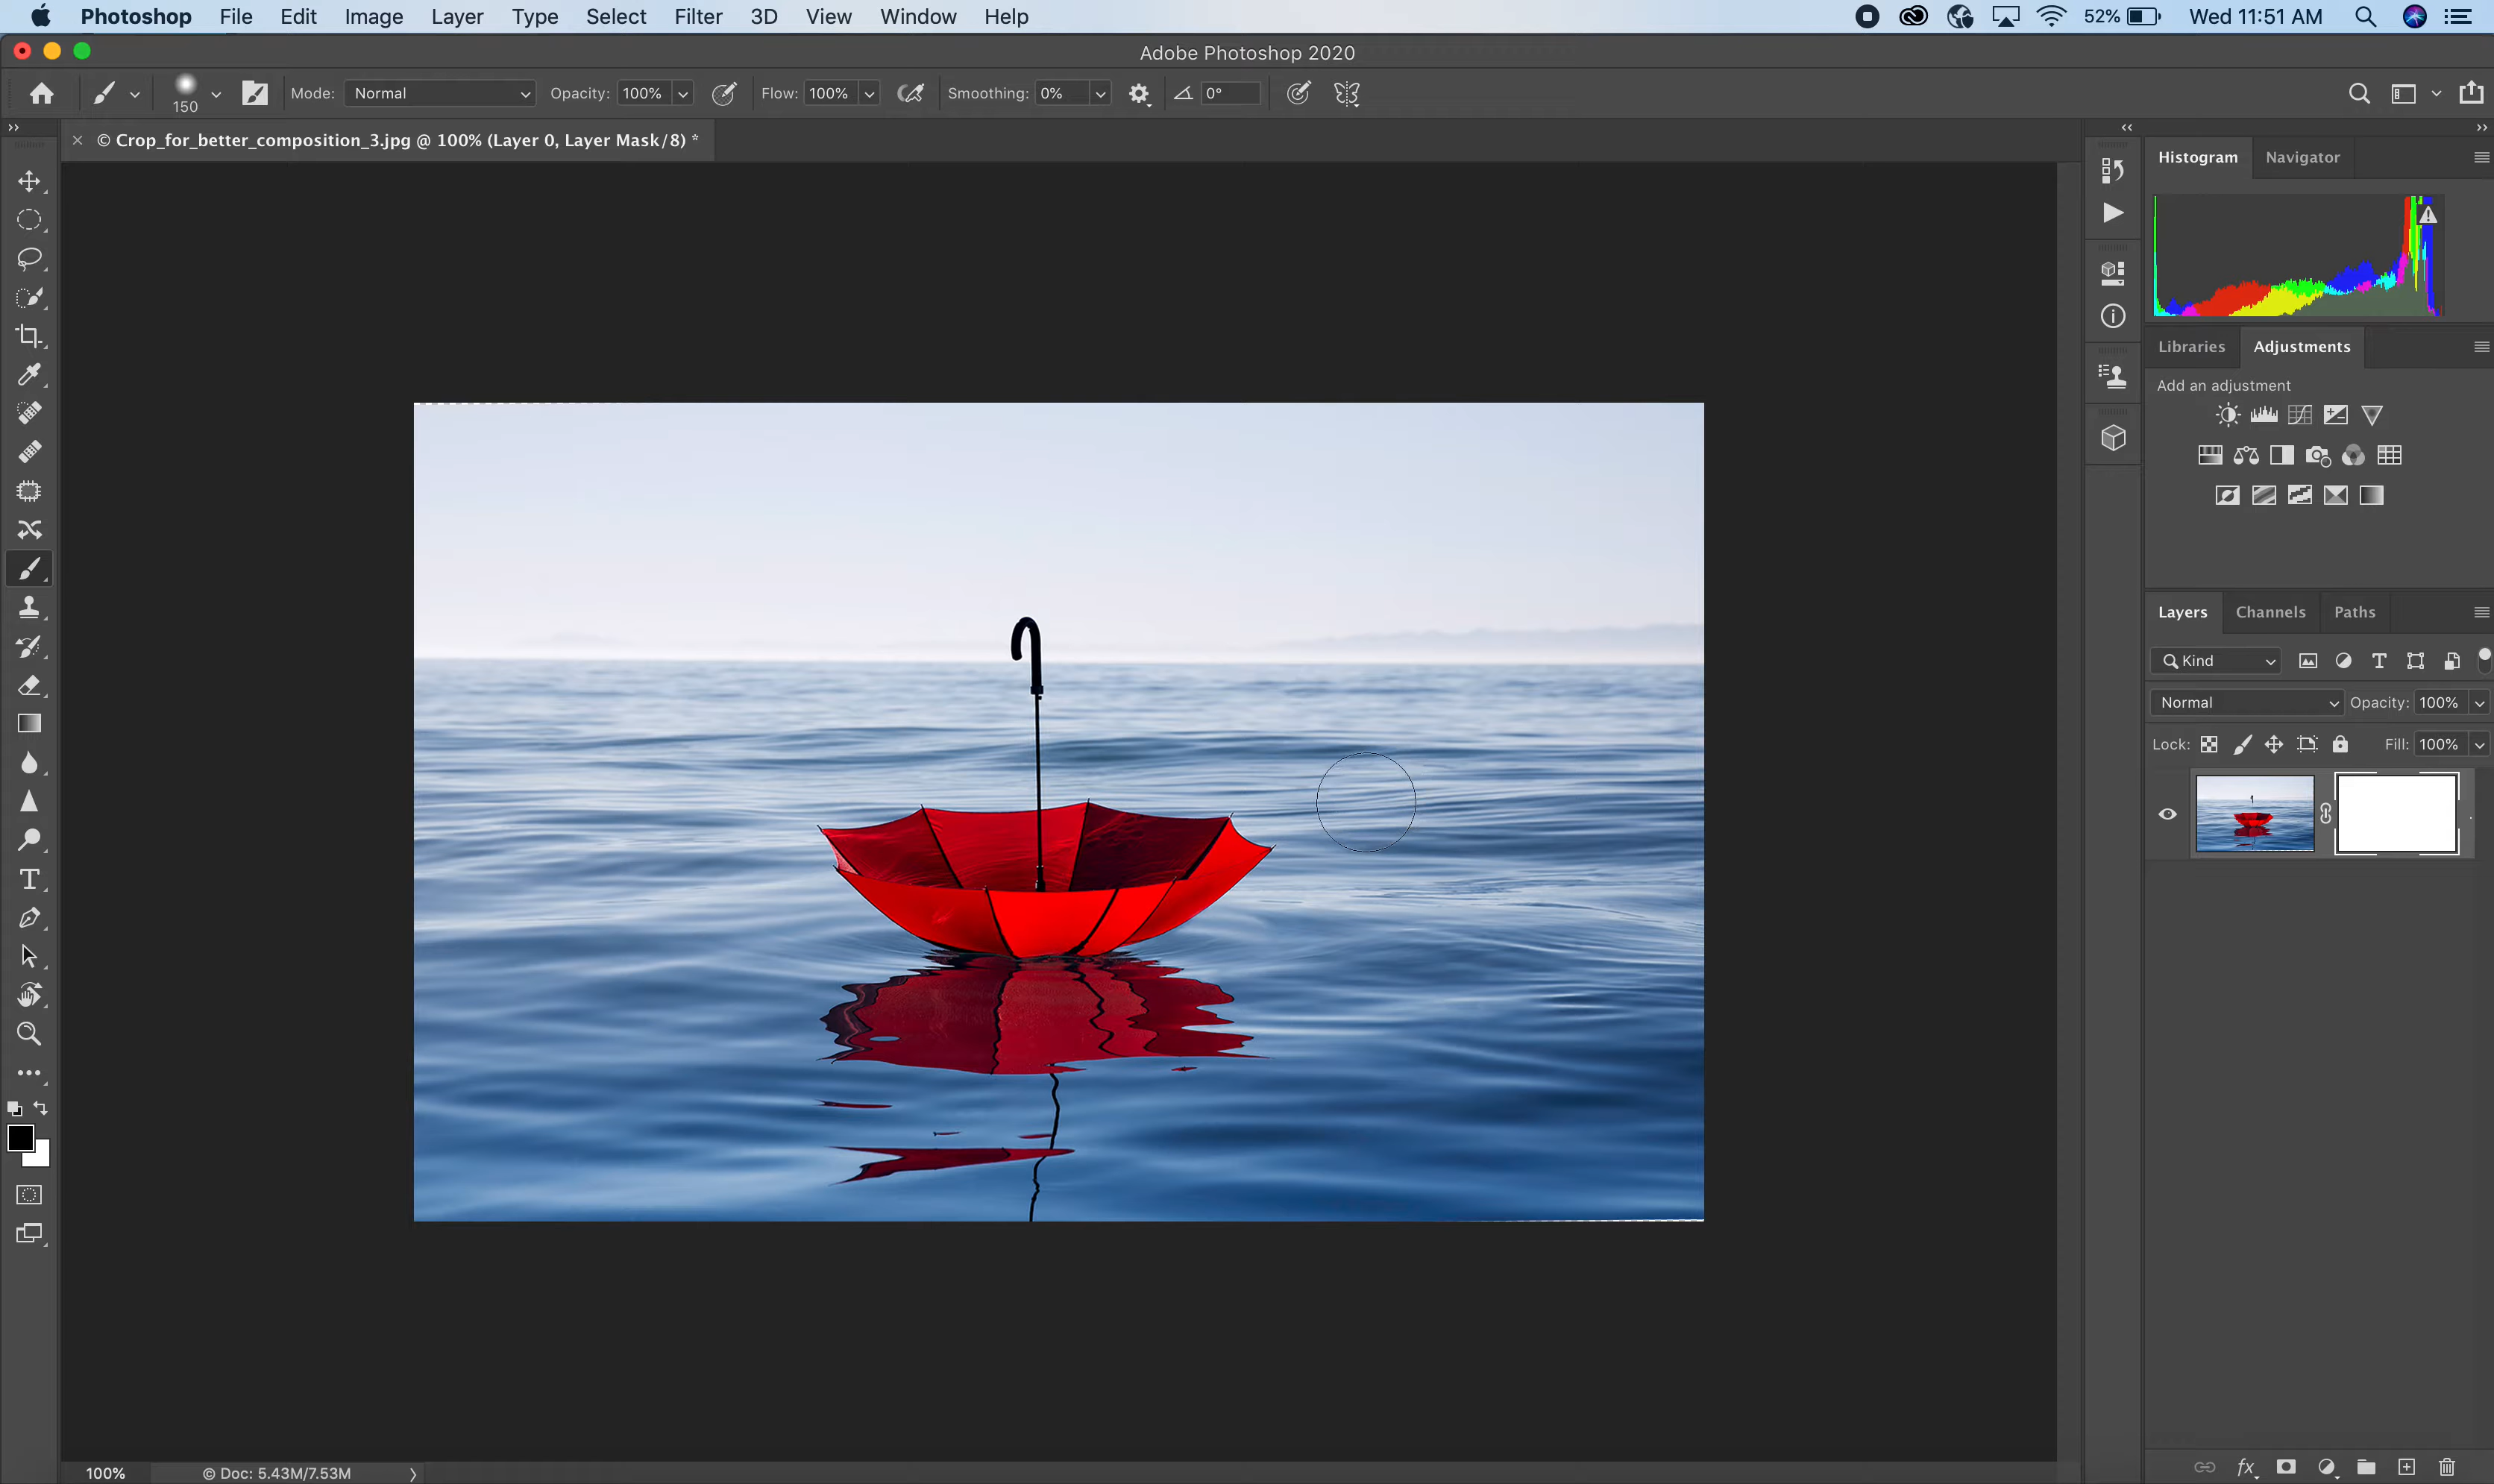 Photoshop File Edit Image Layer Type Select Filter 3D View Window Help 52% Wed 11:51 AM
Adobe Photoshop 2020
150 Mode: Normal Opacity: 100% Flow: 100% Smoothing: 0% 0°
© Crop_for_better_composition_3.jpg @ 100% (Layer 0, Layer Mask/8) *
Histogram Navigator
Libraries Adjustments
Add an adjustment
Layers Channels Paths
Kind
Normal Opacity: 100%
Lock: Fill: 100%
100% © Doc: 5.43M/7.53M
fx